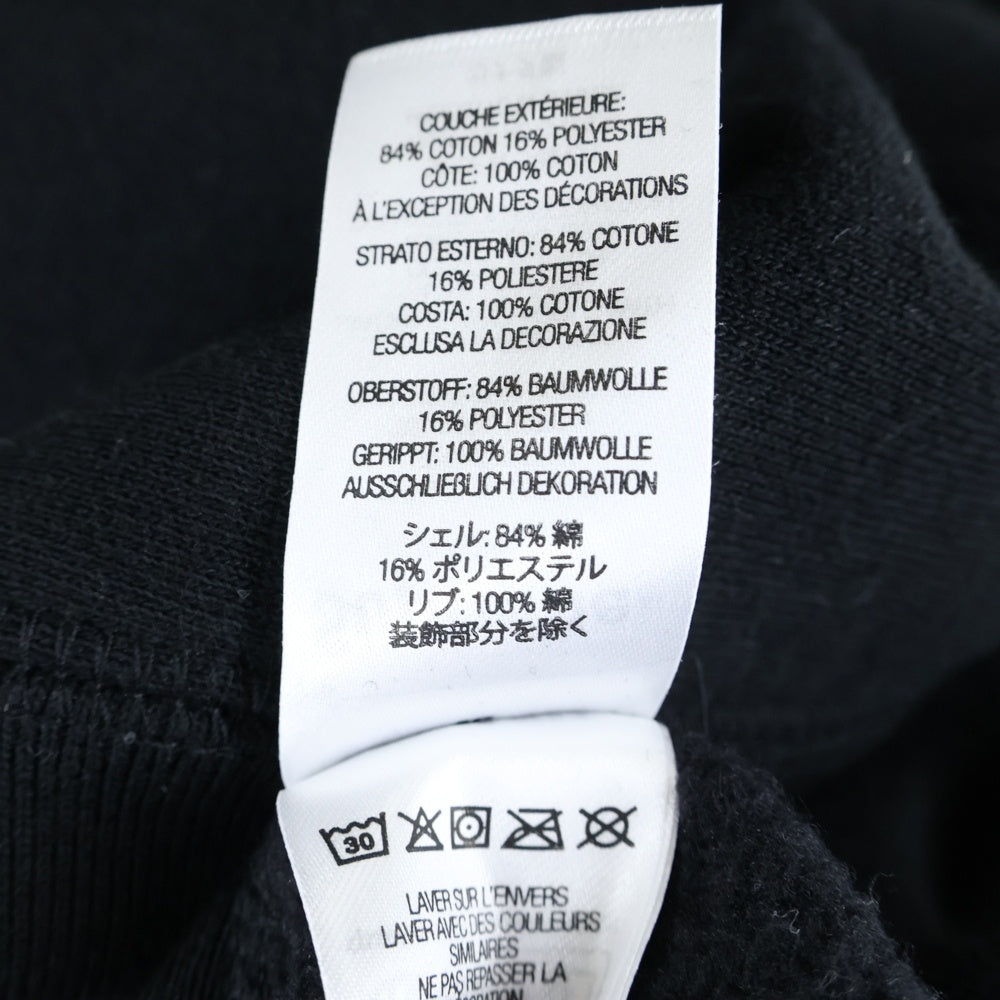 COUCHE EXTÉRIEURE:
84% COTON 16% POLYESTER
CÔTE: 100% COTON
À L'EXCEPTION DES DÉCORATIONS
STRATO ESTERNO: 84% COTONE
16% POLIESTERE
COSTA: 100% COTONE
ESCLUSA LA DECORAZIONE
OBERSTOFF: 84% BAUMWOLLE
16% POLYESTER
GERIPPT: 100% BAUMWOLLE
AUSSCHLIEßLICH DEKORATION
シェル: 84% 綿
16% ポリエステル
リブ: 100% 綿
装飾部分を除く
30
LAVER SUR L'ENVERS
LAVER AVEC DES COULEURS
SIMILAIRES
NE PAS REPASSER LA